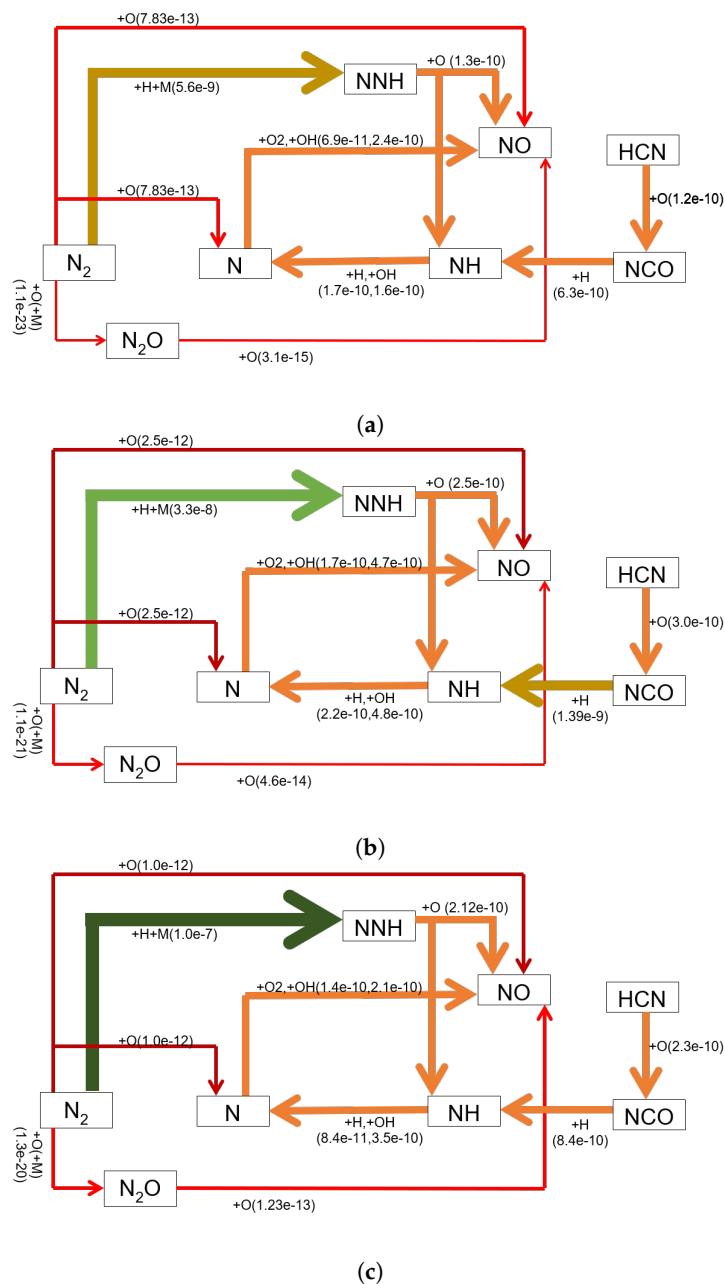 +O(7.83e-13)
+O (1.3e-10)
NNH
+H+M(5.6e-9)
+O2,+OH(6.9e-11,2.4e-10)
NO
HCN
+O(7.83e-13)
+O(1.2e-10)
N₂
N
NH
NCO
+H,+OH
(1.7e-10,1.6e-10)
+H
(6.3e-10)
+O(+M)
(1.1e-23)
N₂O
+O(3.1e-15)
(a)
+O(2.5e-12)
+O (2.5e-10)
NNH
+H+M(3.3e-8)
+O2,+OH(1.7e-10,4.7e-10)
NO
HCN
+O(2.5e-12)
+O(3.0e-10)
N₂
N
NH
NCO
+H,+OH
(2.2e-10,4.8e-10)
+H
(1.39e-9)
+O(+M)
(1.1e-21)
N₂O
+O(4.6e-14)
(b)
+O(1.0e-12)
+O (2.12e-10)
NNH
+H+M(1.0e-7)
+O2,+OH(1.4e-10,2.1e-10)
NO
HCN
+O(1.0e-12)
+O(2.3e-10)
N₂
N
NH
NCO
+H,+OH
(8.4e-11,3.5e-10)
+H
(8.4e-10)
+O(+M)
(1.3e-20)
N₂O
+O(1.23e-13)
(c)